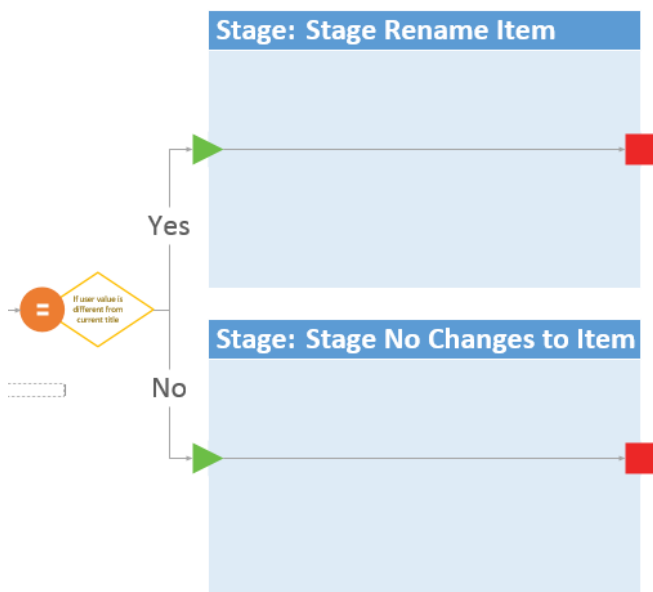 Stage: Stage Rename Item
Yes
If user value is
different from
current title
Stage: Stage No Changes to Item
No